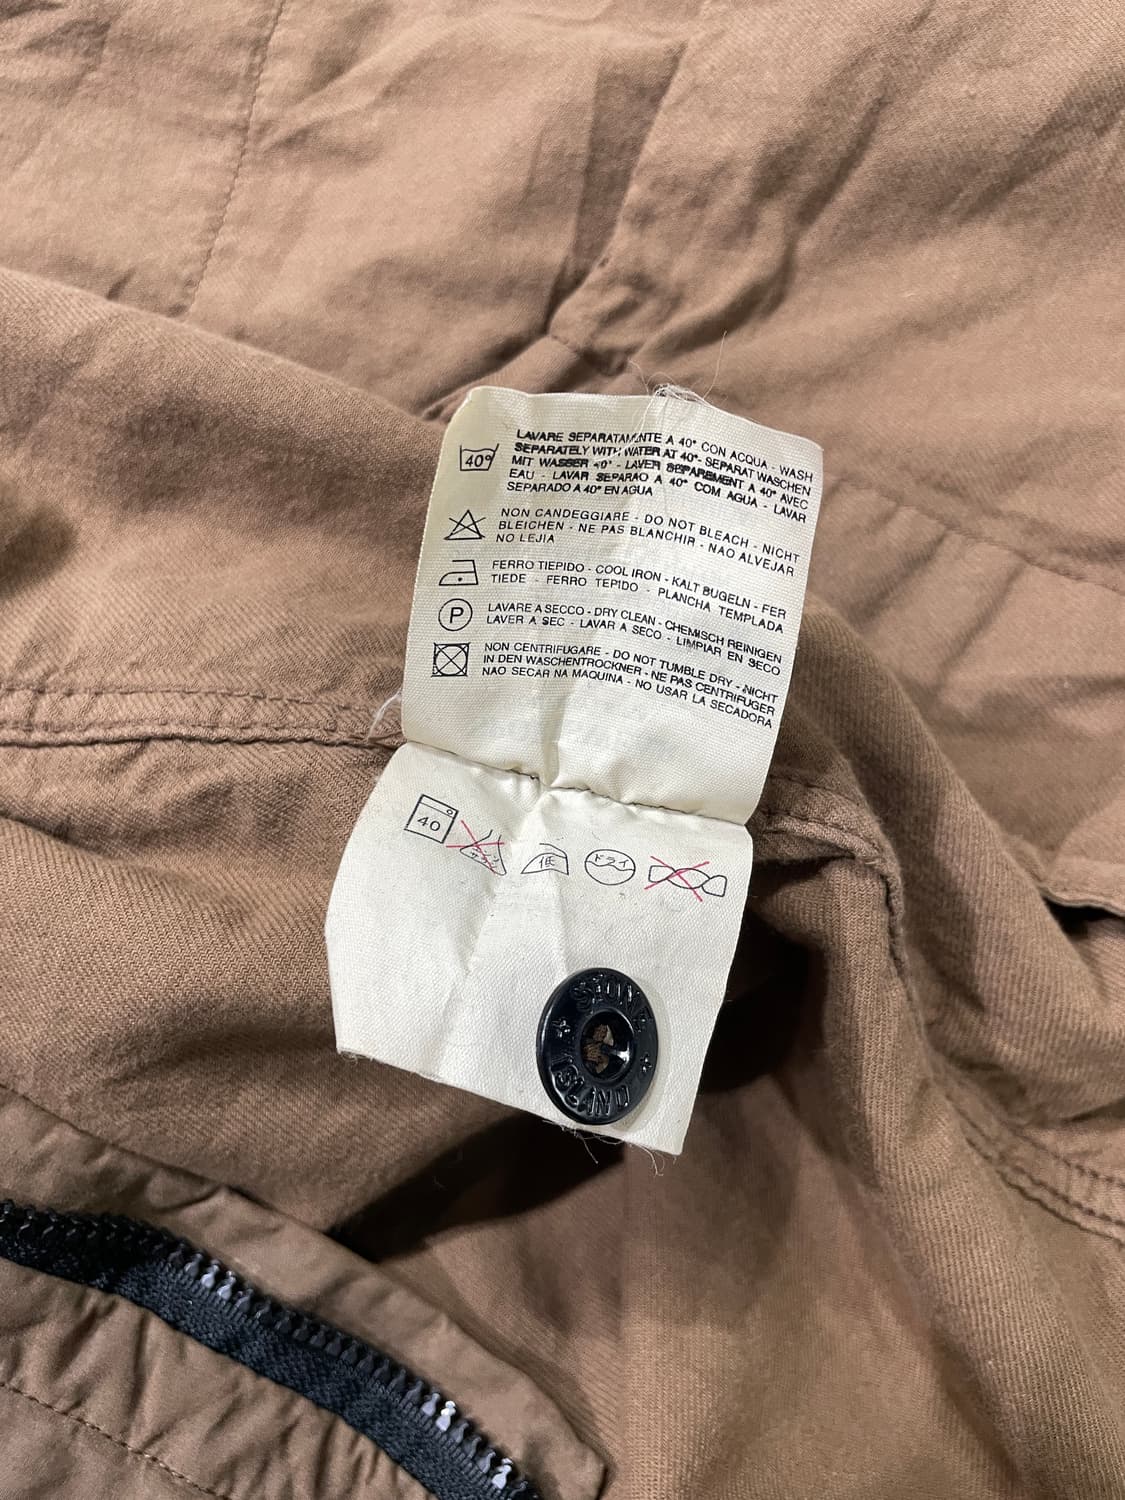 40°
LAVARE SEPARATAMENTE A 40° CON ACQUA - WASH
SEPARATELY WITH WATER AT 40°- SEPARAT WASCHEN
MIT WASSER 40° - LAVER SEPAREMENT A 40° AVEC
EAU - LAVAR SEPARAO A 40° COM AGUA - LAVAR
SEPARADO A 40° EN AGUA
NON CANDEGGIARE - DO NOT BLEACH - NICHT
BLEICHEN - NE PAS BLANCHIR - NAO ALVEJAR
NO LEJIA
FERRO TIEPIDO - COOL IRON - KALT BUGELN - FER
TIEDE - FERRO TEPIDO - PLANCHA TEMPLADA
P
LAVARE A SECCO - DRY CLEAN - CHEMISCH REINIGEN
LAVER A SEC - LAVAR A SECO - LIMPIAR EN SECO
NON CENTRIFUGARE - DO NOT TUMBLE DRY - NICHT
IN DEN WASCHENTROCKNER - NE PAS CENTRIFUGER
NAO SECAR NA MAQUINA - NO USAR LA SECADORA
40
低
ドライ
STONE
ISLAND